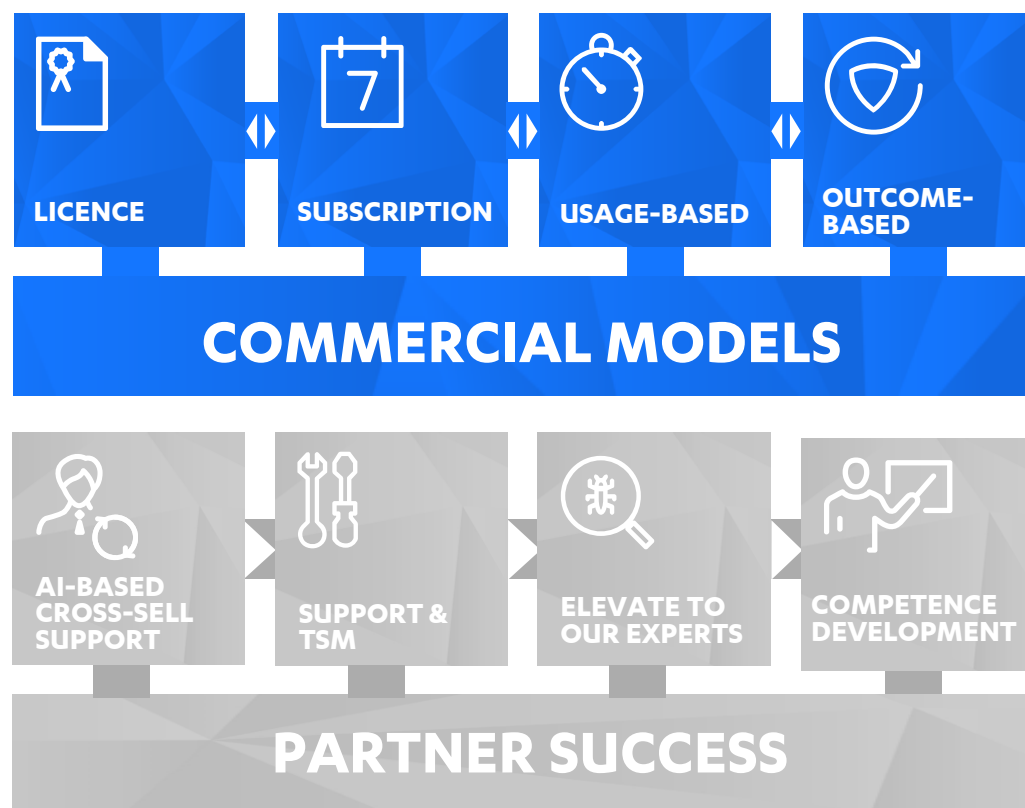 7
LICENCE
SUBSCRIPTION
USAGE-BASED
OUTCOME-
BASED
COMMERCIAL MODELS
AI-BASED
CROSS-SELL
SUPPORT
SUPPORT &
TSM
ELEVATE TO
OUR EXPERTS
COMPETENCE
DEVELOPMENT
PARTNER SUCCESS